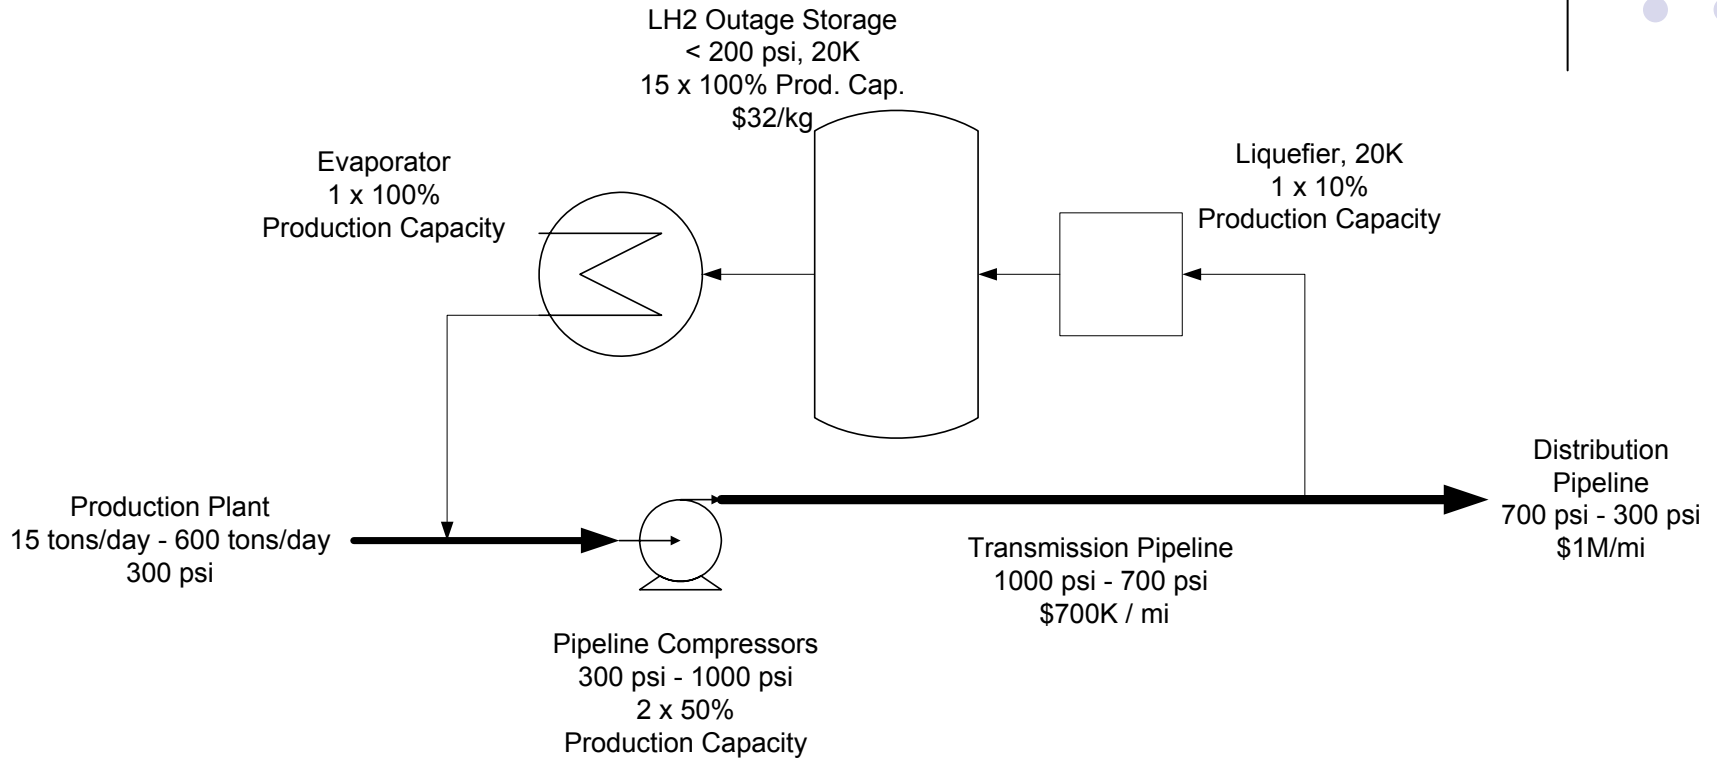 LH2 Outage Storage
< 200 psi, 20K
15 x 100% Prod. Cap.
$32/kg
Evaporator
1 x 100%
Production Capacity
Liquefier, 20K
1 x 10%
Production Capacity
Production Plant
15 tons/day - 600 tons/day
300 psi
Pipeline Compressors
300 psi - 1000 psi
2 x 50%
Production Capacity
Transmission Pipeline
1000 psi - 700 psi
$700K / mi
Distribution
Pipeline
700 psi - 300 psi
$1M/mi